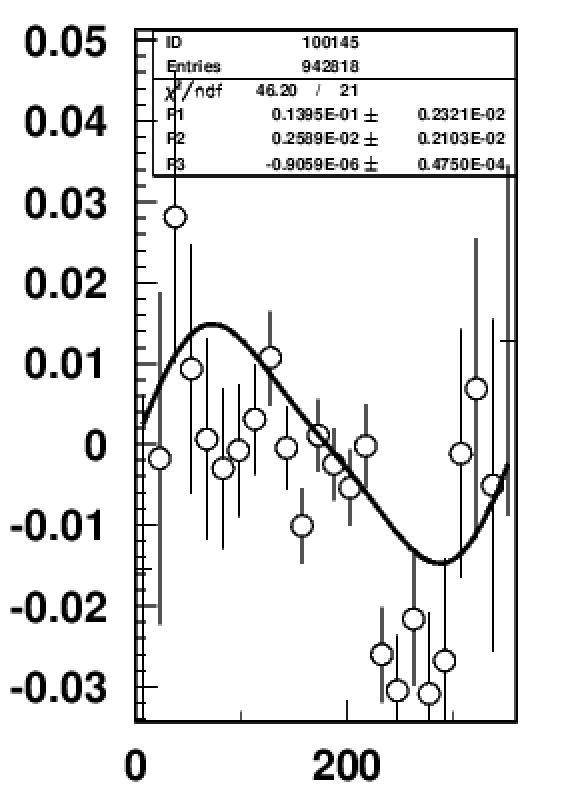 0.05
0.04
0.03
0.02
0.01
0
-0.01
-0.02
-0.03
ID 100145
Entries 942818
χ²/ndf 46.20 / 21
P1 0.1395E-01 ± 0.2321E-02
P2 0.2589E-02 ± 0.2103E-02
P3 -0.9059E-06 ± 0.4750E-04
0 200